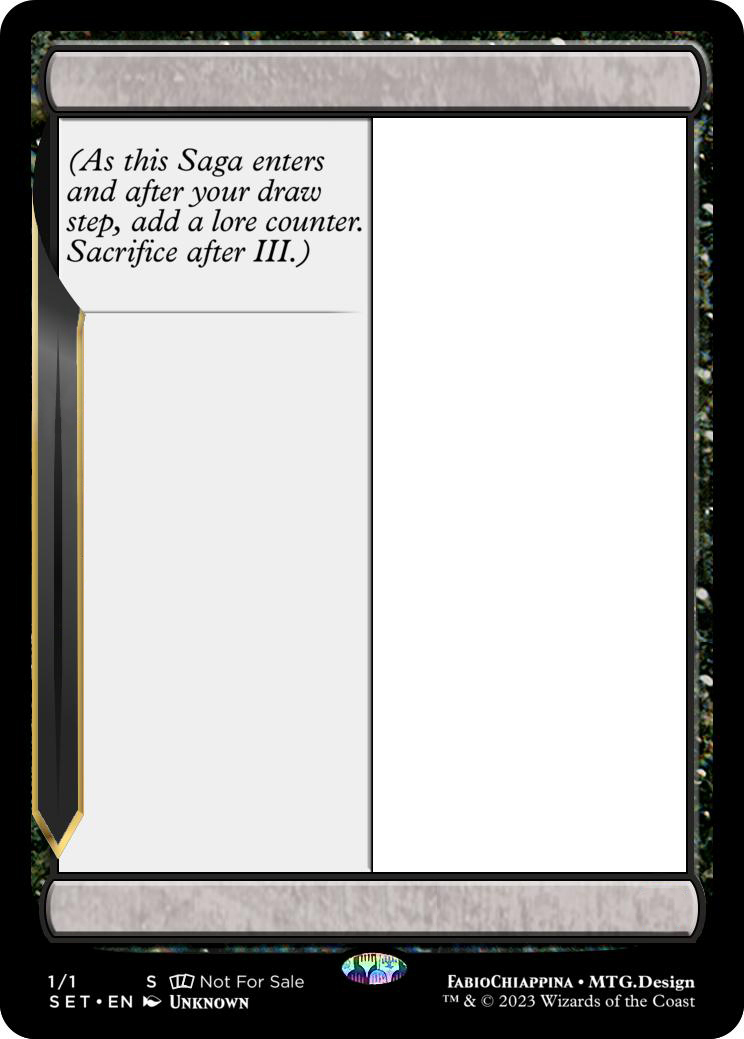 (As this Saga enters
and after your draw
step, add a lore counter.
Sacrifice after III.)
1/1 S Not For Sale
SET • EN Unknown
FabioChiappina • MTG.Design
™ & © 2023 Wizards of the Coast